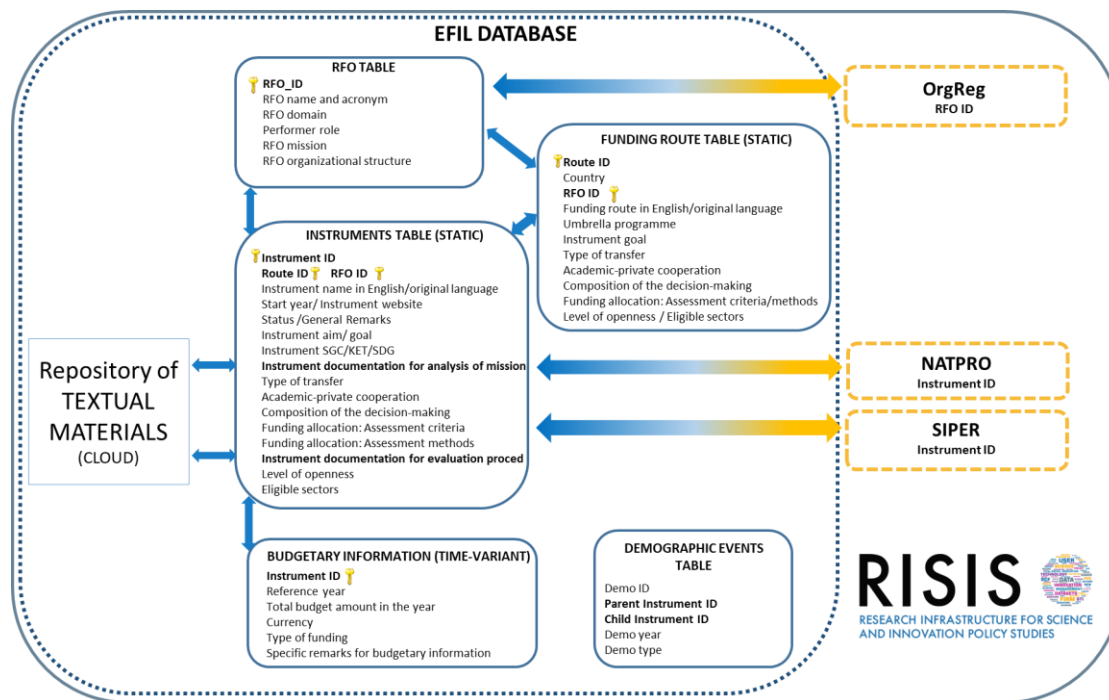 EFIL DATABASE
RFO TABLE
RFO_ID
RFO name and acronym
RFO domain
Performer role
RFO mission
RFO organizational structure
OrgReg
RFO ID
FUNDING ROUTE TABLE (STATIC)
Route ID
Country
RFO ID
Funding route in English/original language
Umbrella programme
Instrument goal
Type of transfer
Academic-private cooperation
Composition of the decision-making
Funding allocation: Assessment criteria/methods
Level of openness / Eligible sectors
INSTRUMENTS TABLE (STATIC)
Instrument ID
Route ID RFO ID
Instrument name in English/original language
Start year/ Instrument website
Status /General Remarks
Instrument aim/ goal
Instrument SGC/KET/SDG
Instrument documentation for analysis of mission
Type of transfer
Academic-private cooperation
Composition of the decision-making
Funding allocation: Assessment criteria
Funding allocation: Assessment methods
Instrument documentation for evaluation proced
Level of openness
Eligible sectors
Repository of
TEXTUAL
MATERIALS
(CLOUD)
NATPRO
Instrument ID
SIPER
Instrument ID
BUDGETARY INFORMATION (TIME-VARIANT)
Instrument ID
Reference year
Total budget amount in the year
Currency
Type of funding
Specific remarks for budgetary information
DEMOGRAPHIC EVENTS
TABLE
Demo ID
Parent Instrument ID
Child Instrument ID
Demo year
Demo type
RISIS
RESEARCH INFRASTRUCTURE FOR SCIENCE
AND INNOVATION POLICY STUDIES
USER
DATA